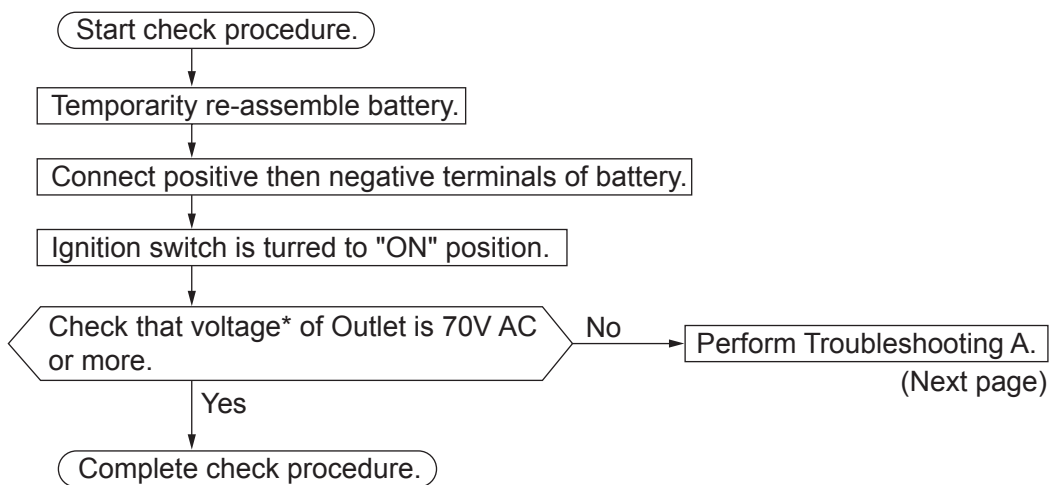 Start check procedure.
Temporarity re-assemble battery.
Connect positive then negative terminals of battery.
Ignition switch is turred to "ON" position.
Check that voltage* of Outlet is 70V AC
or more.
No
Perform Troubleshooting A.
(Next page)
Yes
Complete check procedure.